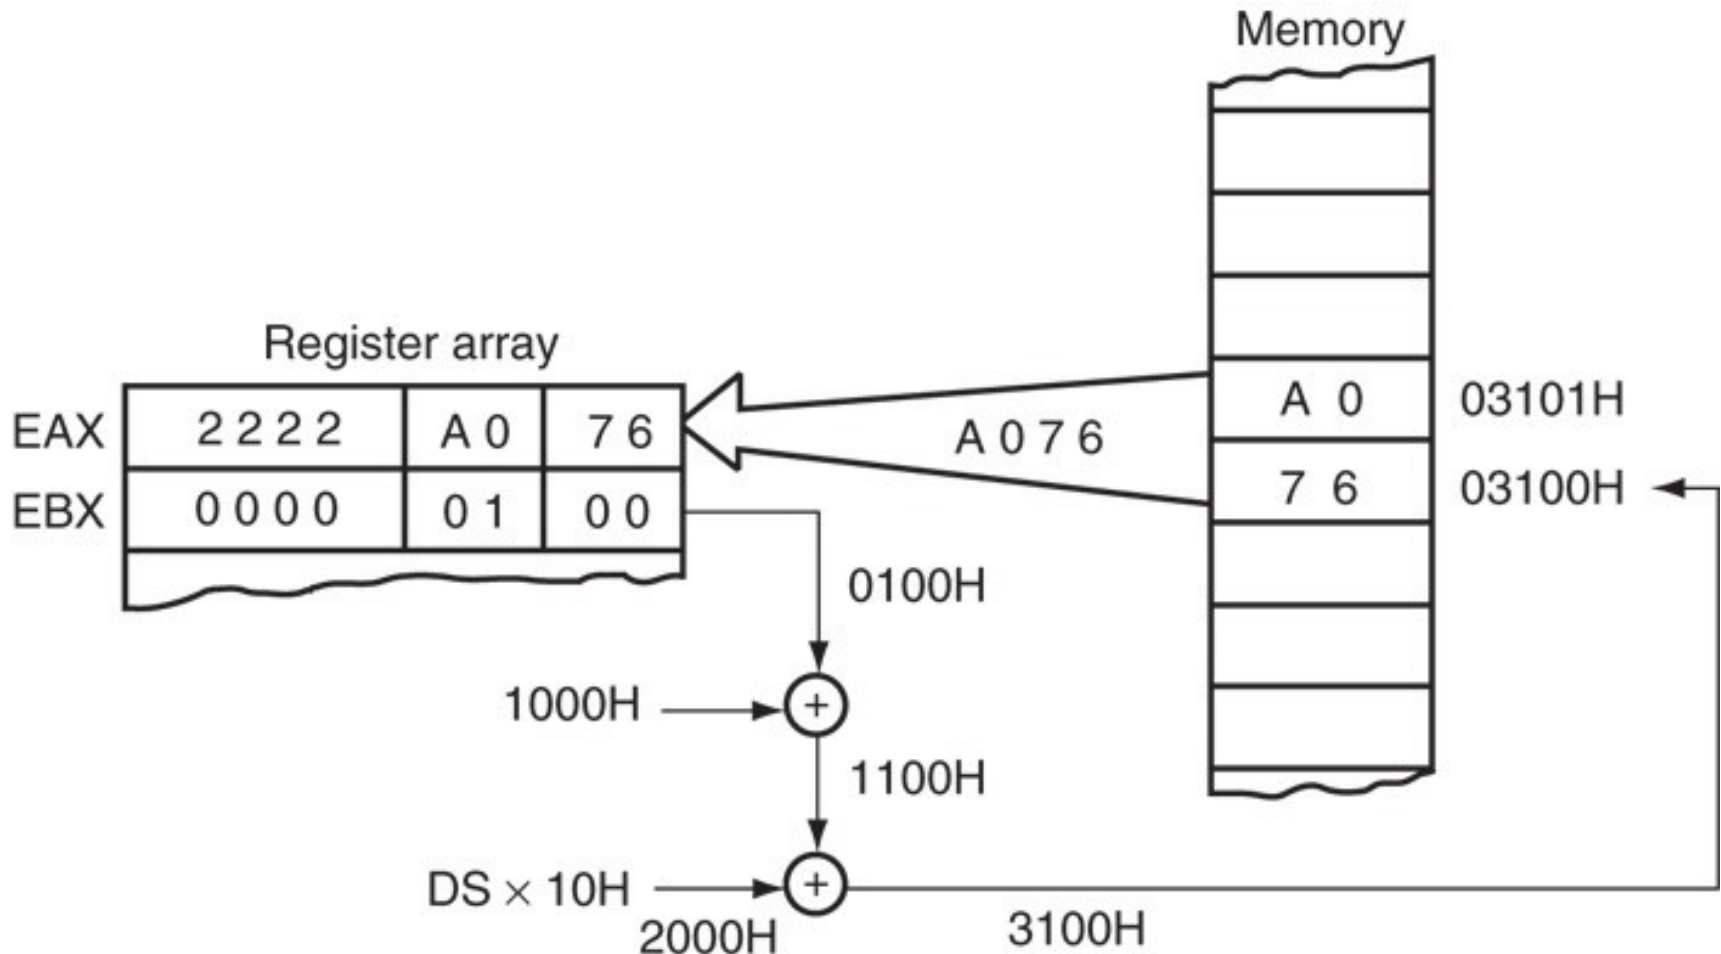 Memory
Register array
EAX 2222 A0 76
EBX 0000 01 00
A076
A0 03101H
76 03100H
0100H
1000H +
1100H
DS × 10H +
2000H
3100H